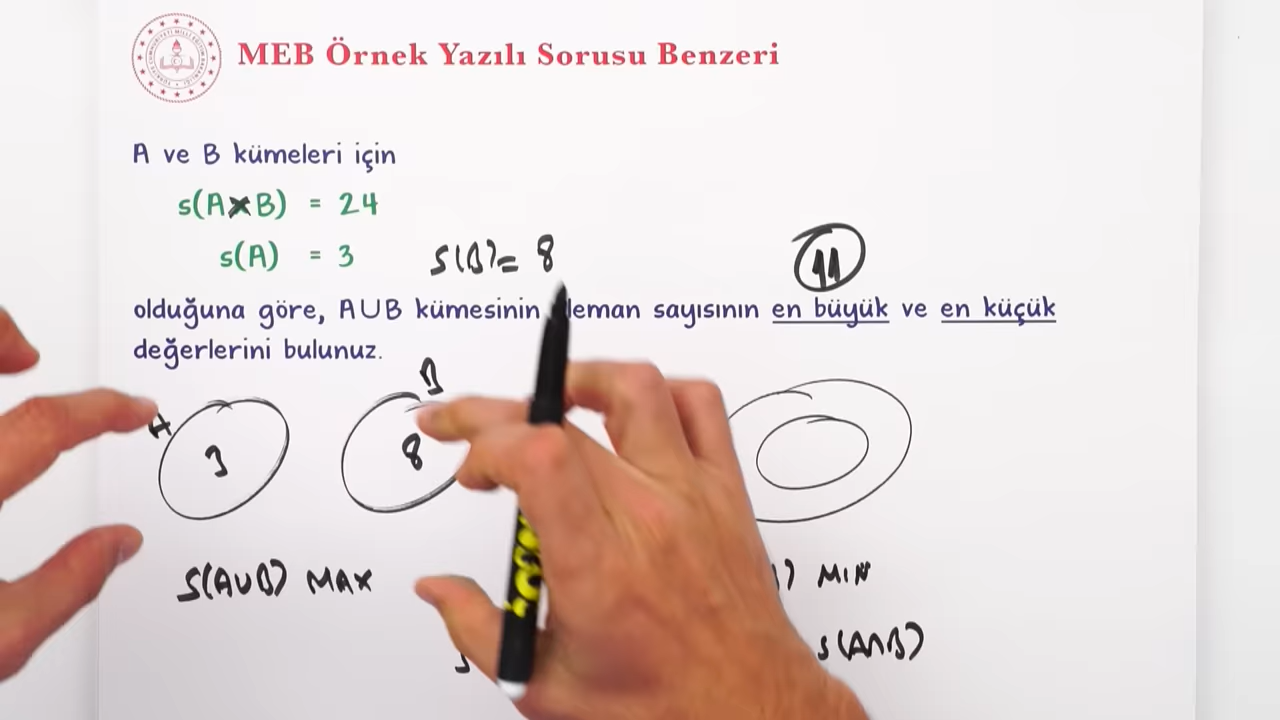 MEB Örnek Yazılı Sorusu Benzeri
A ve B kümeleri için
s(A×B) = 24
s(A) = 3 S(B) = 8
11
olduğuna göre, AUB kümesinin leman sayısının en büyük ve en küçük
değerlerini bulunuz.
A 3 B 8
S(AUB) MAX ) MIN
s(A∩B)